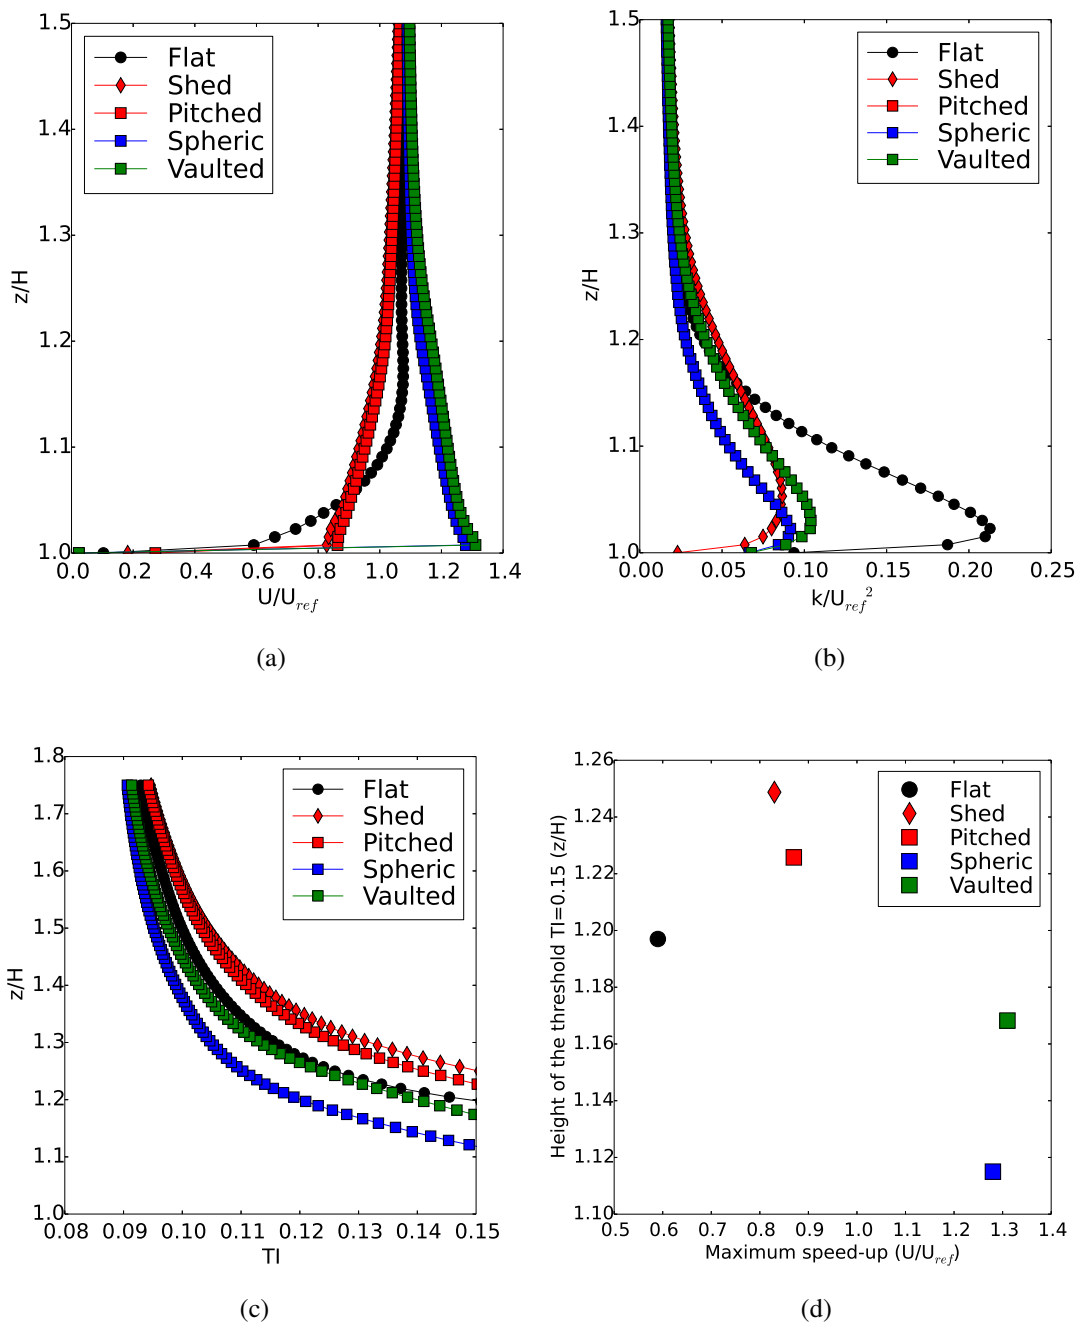 1.5
1.4
1.3
1.2
1.1
1.0
z/H
0.0 0.2 0.4 0.6 0.8 1.0 1.2 1.4
U/U_ref
Flat
Shed
Pitched
Spheric
Vaulted
(a)
1.5
1.4
1.3
1.2
1.1
1.0
z/H
0.00 0.05 0.10 0.15 0.20 0.25
k/U_ref^2
Flat
Shed
Pitched
Spheric
Vaulted
(b)
1.8
1.7
1.6
1.5
1.4
1.3
1.2
1.1
1.0
z/H
0.08 0.09 0.10 0.11 0.12 0.13 0.14 0.15
TI
Flat
Shed
Pitched
Spheric
Vaulted
(c)
1.26
1.24
1.22
1.20
1.18
1.16
1.14
1.12
1.10
Height of the threshold TI=0.15 (z/H)
0.5 0.6 0.7 0.8 0.9 1.0 1.1 1.2 1.3 1.4
Maximum speed-up (U/U_ref)
Flat
Shed
Pitched
Spheric
Vaulted
(d)